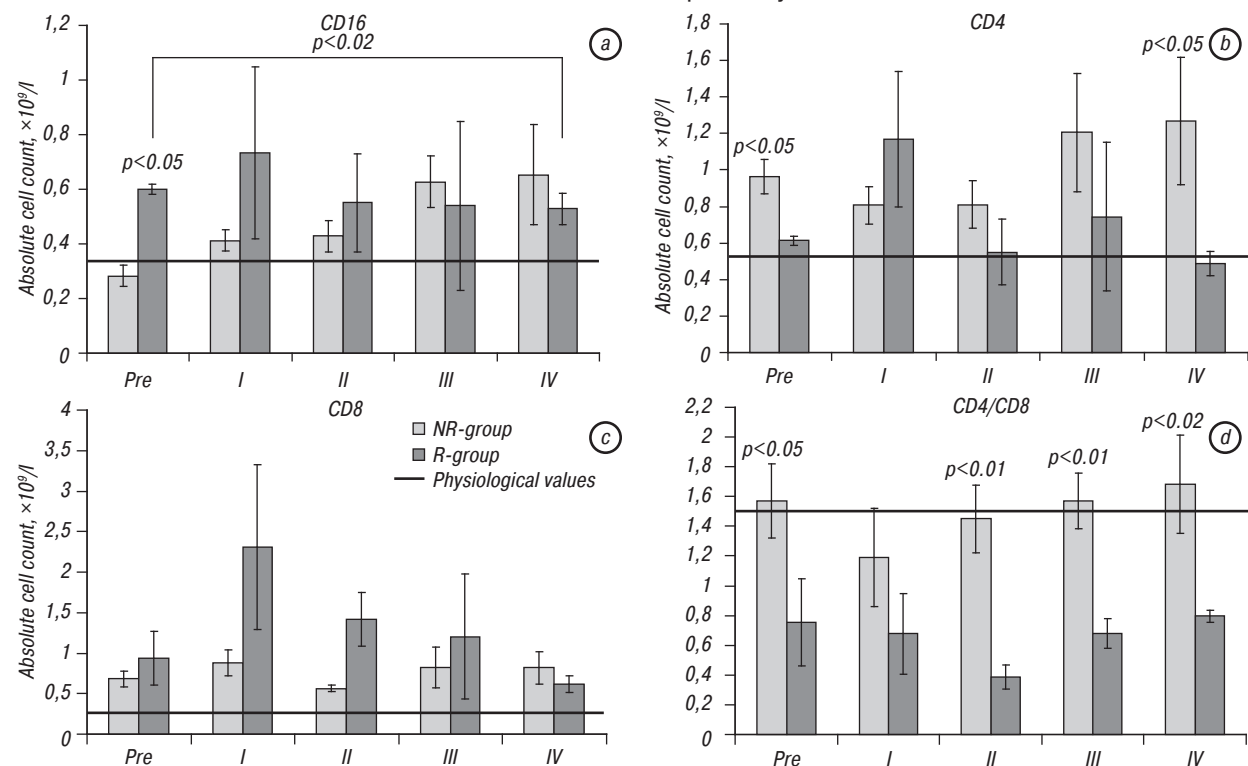 CD16
p<0.02
a
Absolute cell count, ×10⁹/l
1,2
1
0,8
0,6
0,4
0,2
0
p<0.05
Pre I II III IV
CD4
p<0.05 b
Absolute cell count, ×10⁹/l
1,8
1,6
1,4
1,2
1
0,8
0,6
0,4
0,2
0
p<0.05
Pre I II III IV
CD8
c
NR-group
R-group
Physiological values
Absolute cell count, ×10⁹/l
4
3,5
3
2,5
2
1,5
1
0,5
0
Pre I II III IV
CD4/CD8
d
2,2
2
1,8
1,6
1,4
1,2
1
0,8
0,6
0,4
0,2
0
p<0.05
p<0.01
p<0.01
p<0.02
Pre I II III IV